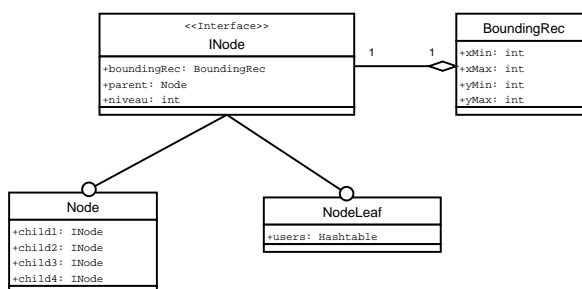 <<Interface>>
INode
+boundingRec: BoundingRec
+parent: Node
+niveau: int
1
1
BoundingRec
+xMin: int
+xMax: int
+yMin: int
+yMax: int
Node
+child1: INode
+child2: INode
+child3: INode
+child4: INode
NodeLeaf
+users: Hashtable